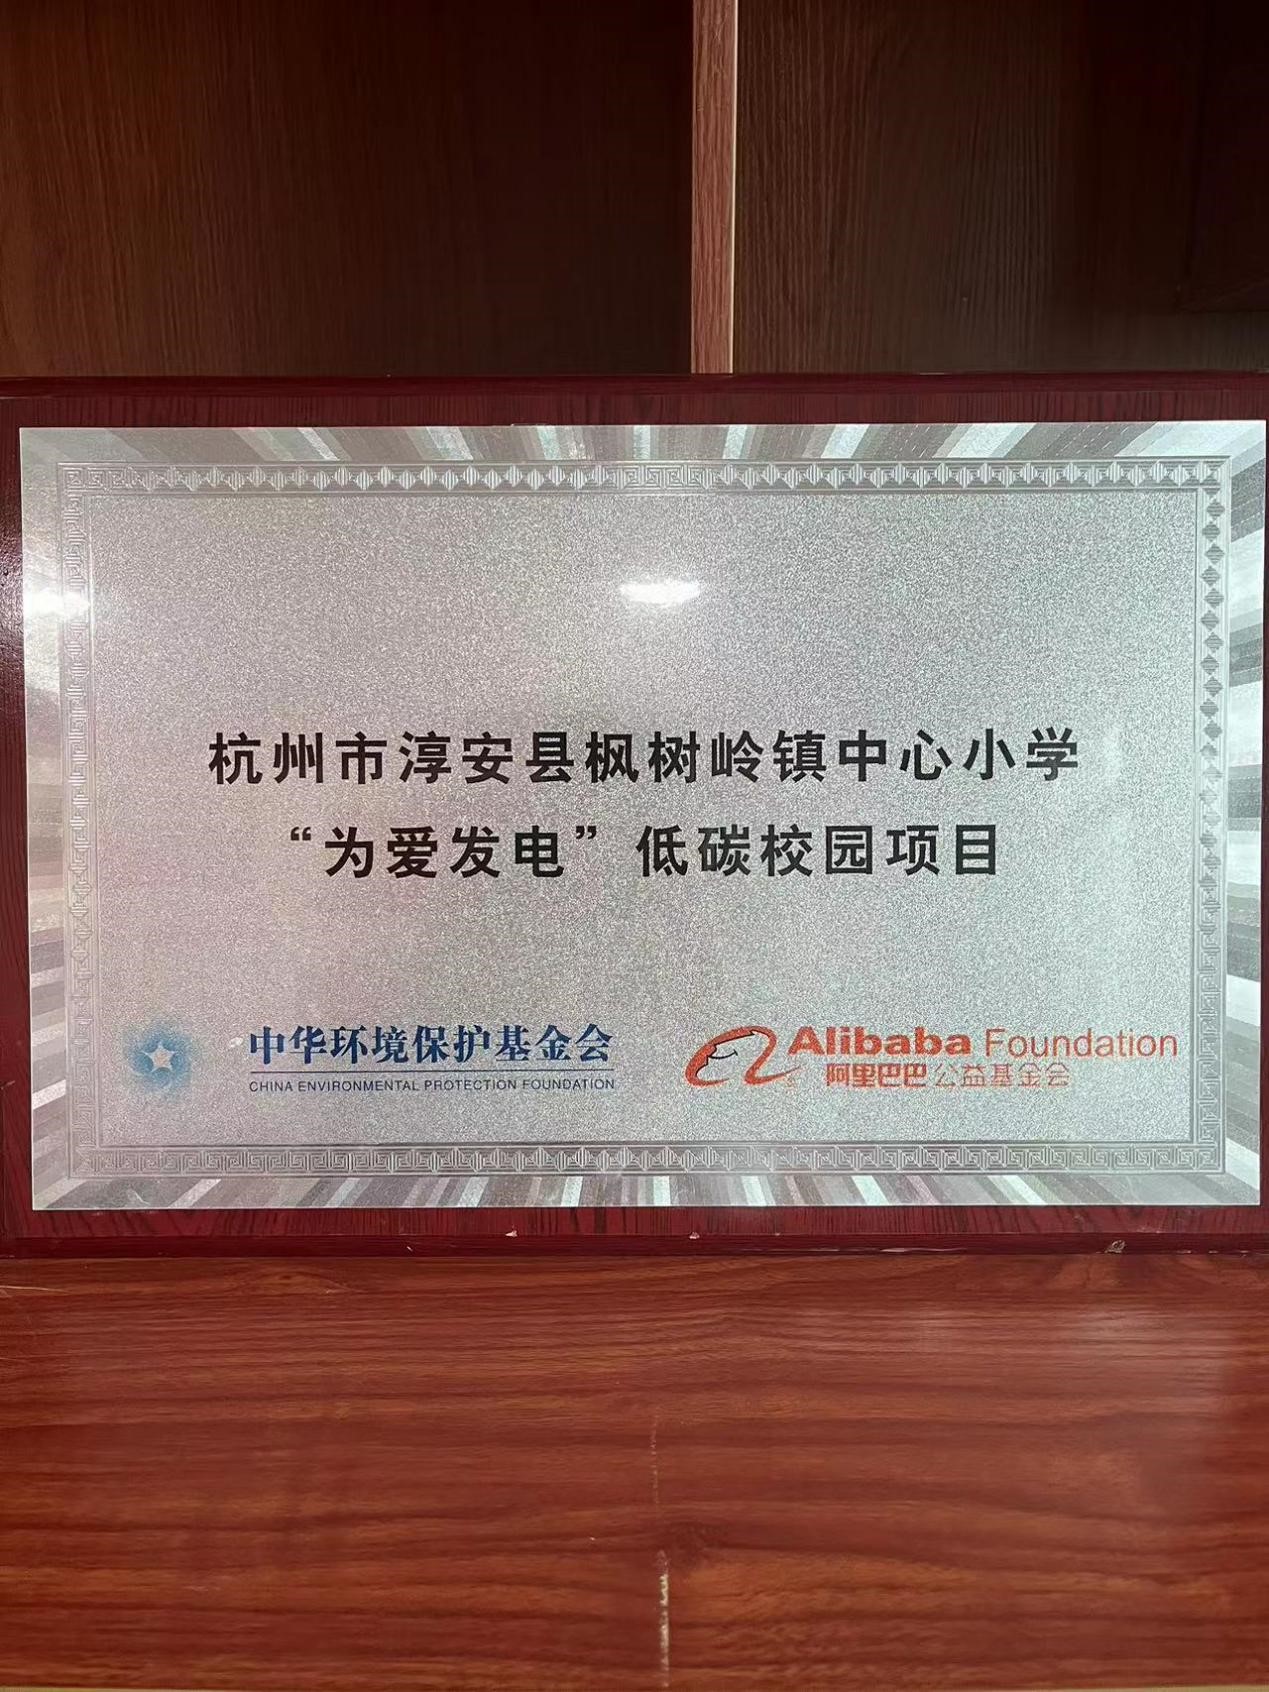 杭州市淳安县枫树岭镇中心小学
“为爱发电”低碳校园项目
中华环境保护基金会
CHINA ENVIRONMENTAL PROTECTION FOUNDATION
Alibaba Foundation
阿里巴巴公益基金会